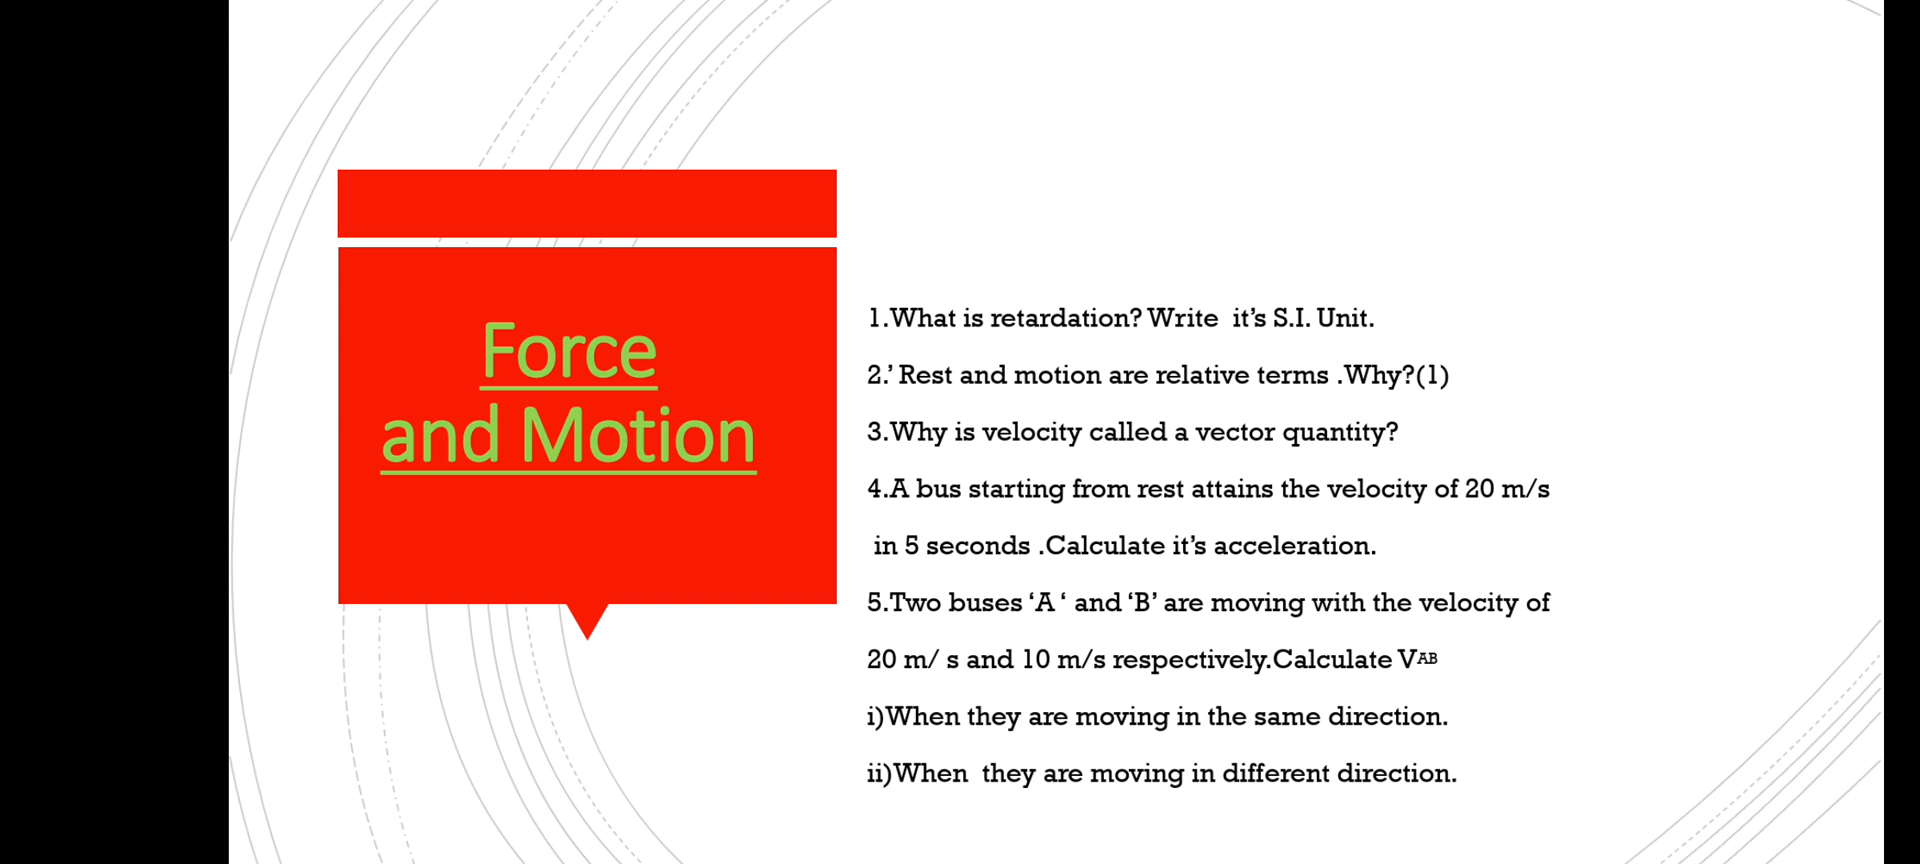 Force
and Motion
1.What is retardation? Write it’s S.I. Unit.
2.’ Rest and motion are relative terms .Why?(1)
3.Why is velocity called a vector quantity?
4.A bus starting from rest attains the velocity of 20 m/s
in 5 seconds .Calculate it’s acceleration.
5.Two buses ‘A ‘ and ‘B’ are moving with the velocity of
20 m/ s and 10 m/s respectively.Calculate VAB
i)When they are moving in the same direction.
ii)When they are moving in different direction.